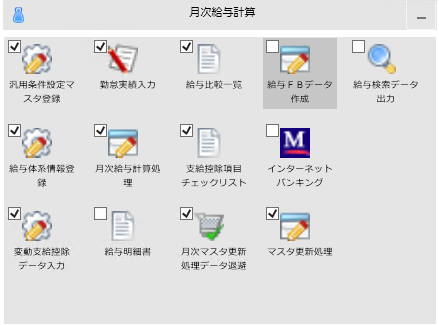 月次給与計算
汎用条件設定マ
スタ登録
勤怠実績入力
給与比較一覧
給与ＦＢデータ
作成
給与検索データ
出力
給与体系情報登
録
月次給与計算処
理
支給控除項目
チェックリスト
M
インターネット
バンキング
変動支給控除
データ入力
給与明細書
月次マスタ更新
処理データ退避
マスタ更新処理